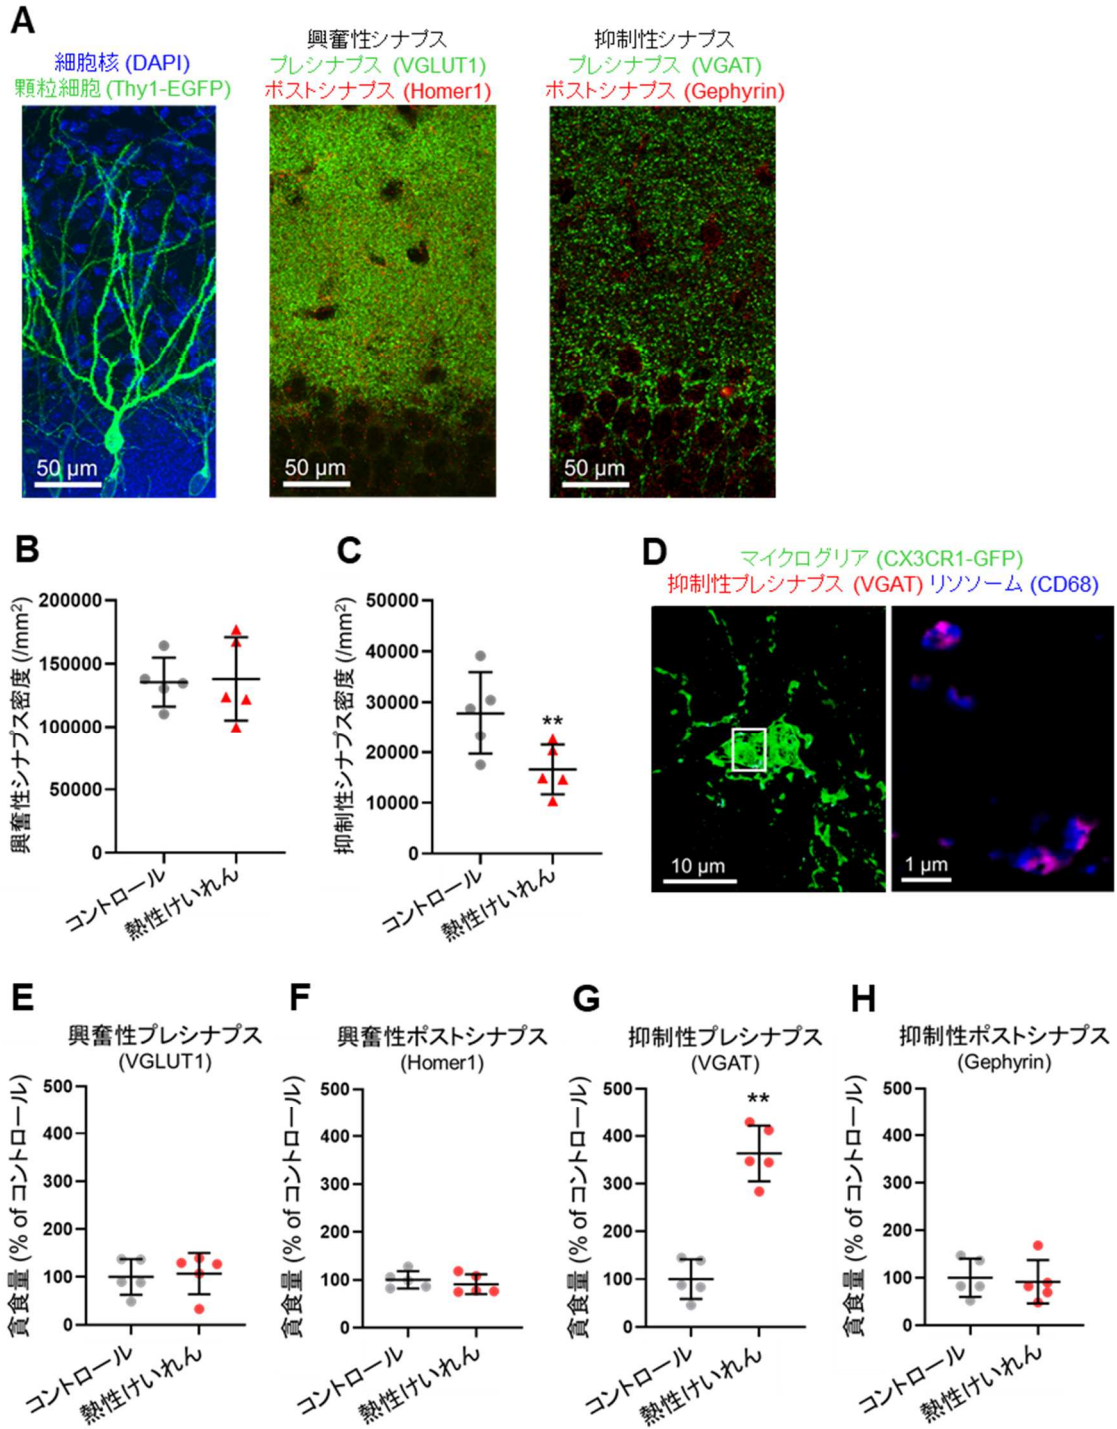 A
細胞核 (DAPI)
顆粒細胞 (Thy1-EGFP)
興奮性シナプス
プレシナプス (VGLUT1)
ポストシナプス (Homer1)
抑制性シナプス
プレシナプス (VGAT)
ポストシナプス (Gephyrin)
50 µm
50 µm
50 µm
B
興奮性シナプス密度 (/mm²)
200000
150000
100000
50000
0
コントロール
熱性けいれん
C
抑制性シナプス密度 (/mm²)
50000
40000
30000
20000
10000
0
**
コントロール
熱性けいれん
D
マイクログリア (CX3CR1-GFP)
抑制性プレシナプス (VGAT) リソソーム (CD68)
10 µm
1 µm
E
興奮性プレシナプス
(VGLUT1)
貪食量 (% of コントロール)
500
400
300
200
100
0
コントロール
熱性けいれん
F
興奮性ポストシナプス
(Homer1)
貪食量 (% of コントロール)
500
400
300
200
100
0
コントロール
熱性けいれん
G
抑制性プレシナプス
(VGAT)
貪食量 (% of コントロール)
500
400
300
200
100
0
**
コントロール
熱性けいれん
H
抑制性ポストシナプス
(Gephyrin)
貪食量 (% of コントロール)
500
400
300
200
100
0
コントロール
熱性けいれん